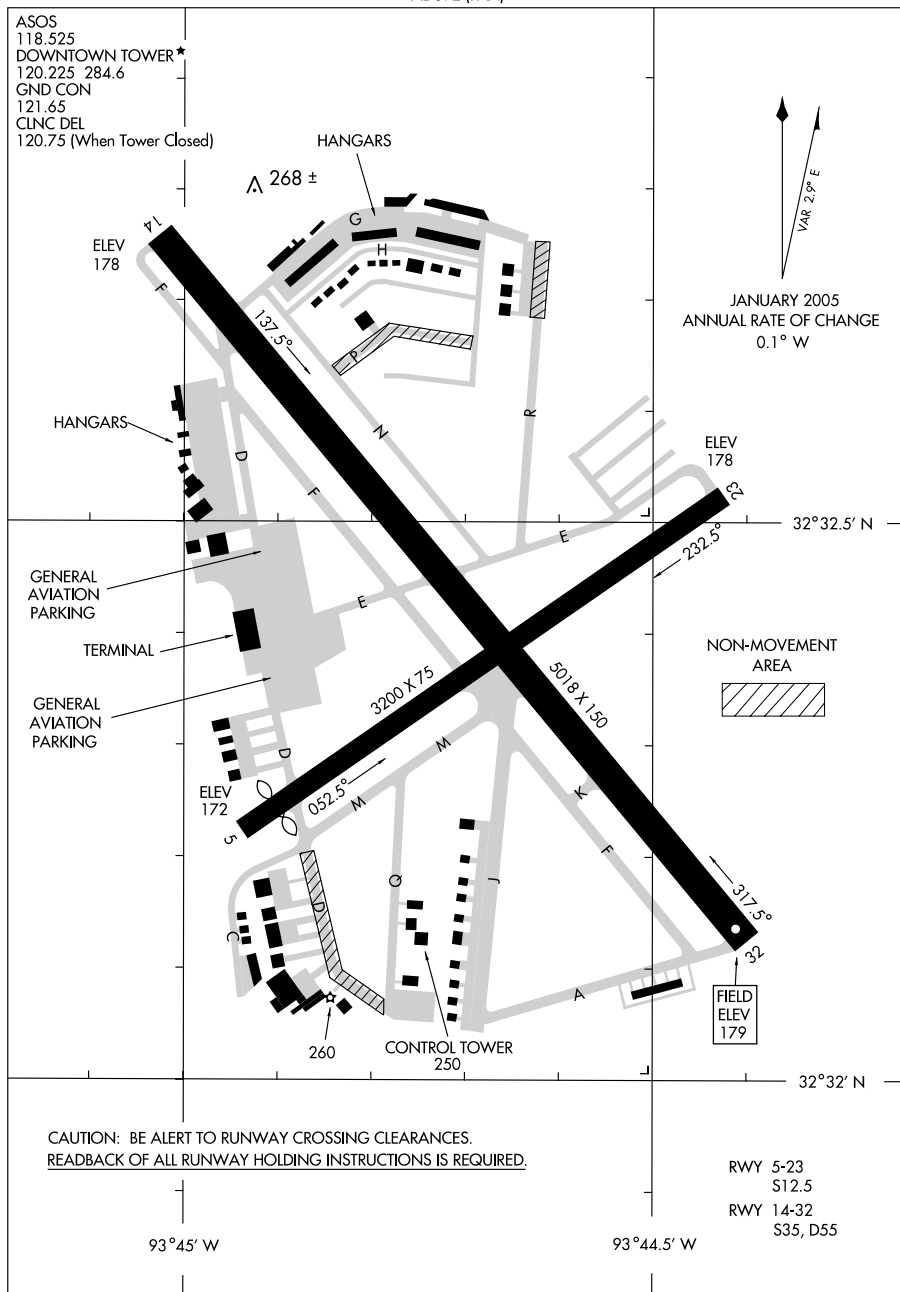 ASOS
118.525
DOWNTOWN TOWER
120.225 284.6
GND CON
121.65
CLNC DEL
120.75 (When Tower Closed)
HANGARS
268 ±
14
ELEV
178
G
H
F
VAR 2.9° E
JANUARY 2005
ANNUAL RATE OF CHANGE
0.1° W
137.5°
P
HANGARS
N
R
D
F
ELEV
178
23
E
32°32.5' N
232.5°
GENERAL
AVIATION
PARKING
E
TERMINAL
NON-MOVEMENT
AREA
3200 X 75
5018 X 150
GENERAL
AVIATION
PARKING
D
M
ELEV
172
052.5°
M
K
5
F
Q
J
317.5°
D
C
32
A
FIELD
ELEV
179
260
CONTROL TOWER
250
32°32' N
CAUTION: BE ALERT TO RUNWAY CROSSING CLEARANCES.
READBACK OF ALL RUNWAY HOLDING INSTRUCTIONS IS REQUIRED.
RWY 5-23
S12.5
RWY 14-32
S35, D55
93°45' W
93°44.5' W